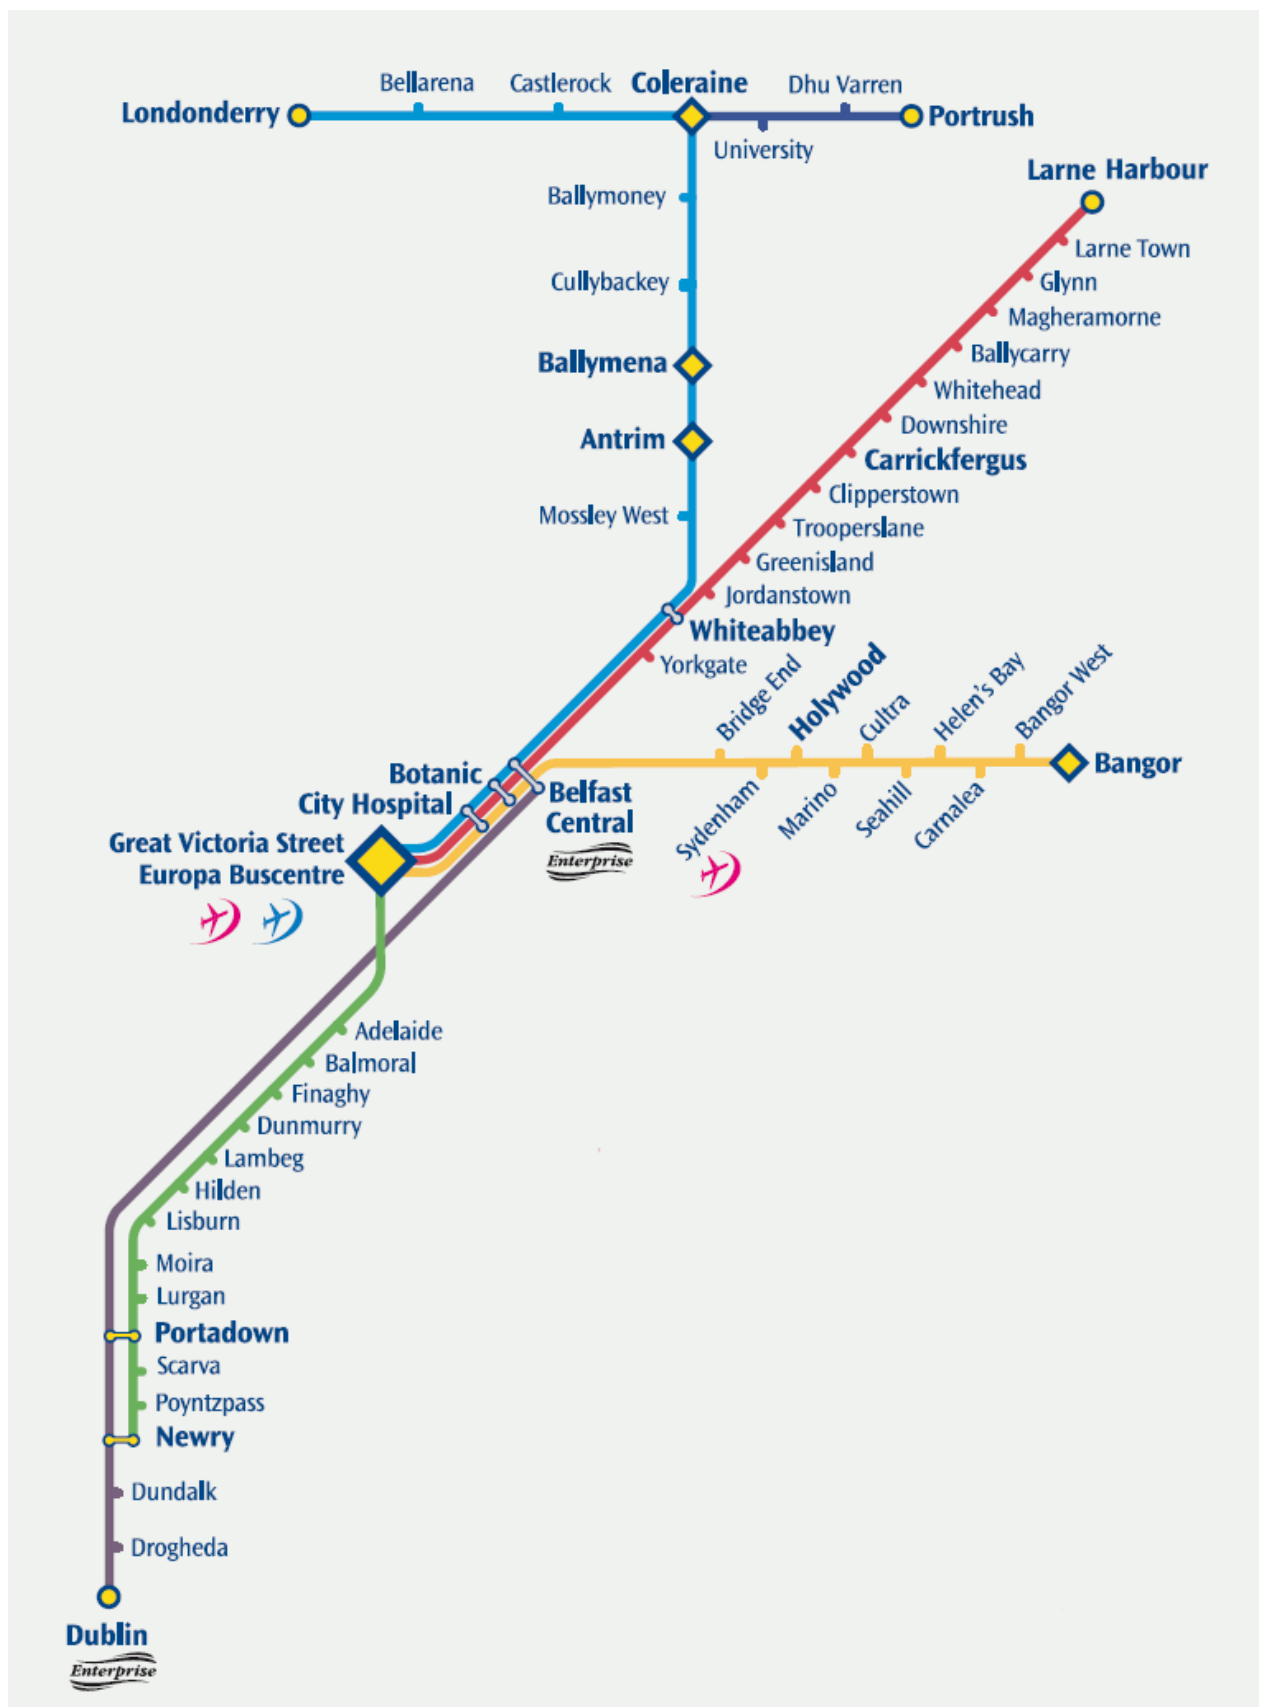 Bellarena
Castlerock
Coleraine
Dhu Varren
Londonderry
Portrush
University
Larne Harbour
Ballymoney
Larne Town
Cullybackey
Glynn
Magheramorne
Ballymena
Ballycarry
Whitehead
Antrim
Downshire
Carrickfergus
Clipperstown
Mossley West
Trooperslane
Greenisland
Jordanstown
Whiteabbey
Yorkgate
Bridge End
Holywood
Cultra
Helen's Bay
Bangor West
Bangor
Botanic
City Hospital
Belfast
Central
Enterprise
Sydenham
Marino
Seahill
Carnalea
Great Victoria Street
Europa Buscentre
Adelaide
Balmoral
Finaghy
Dunmurry
Lambeg
Hilden
Lisburn
Moira
Lurgan
Portadown
Scarva
Poyntzpass
Newry
Dundalk
Drogheda
Dublin
Enterprise